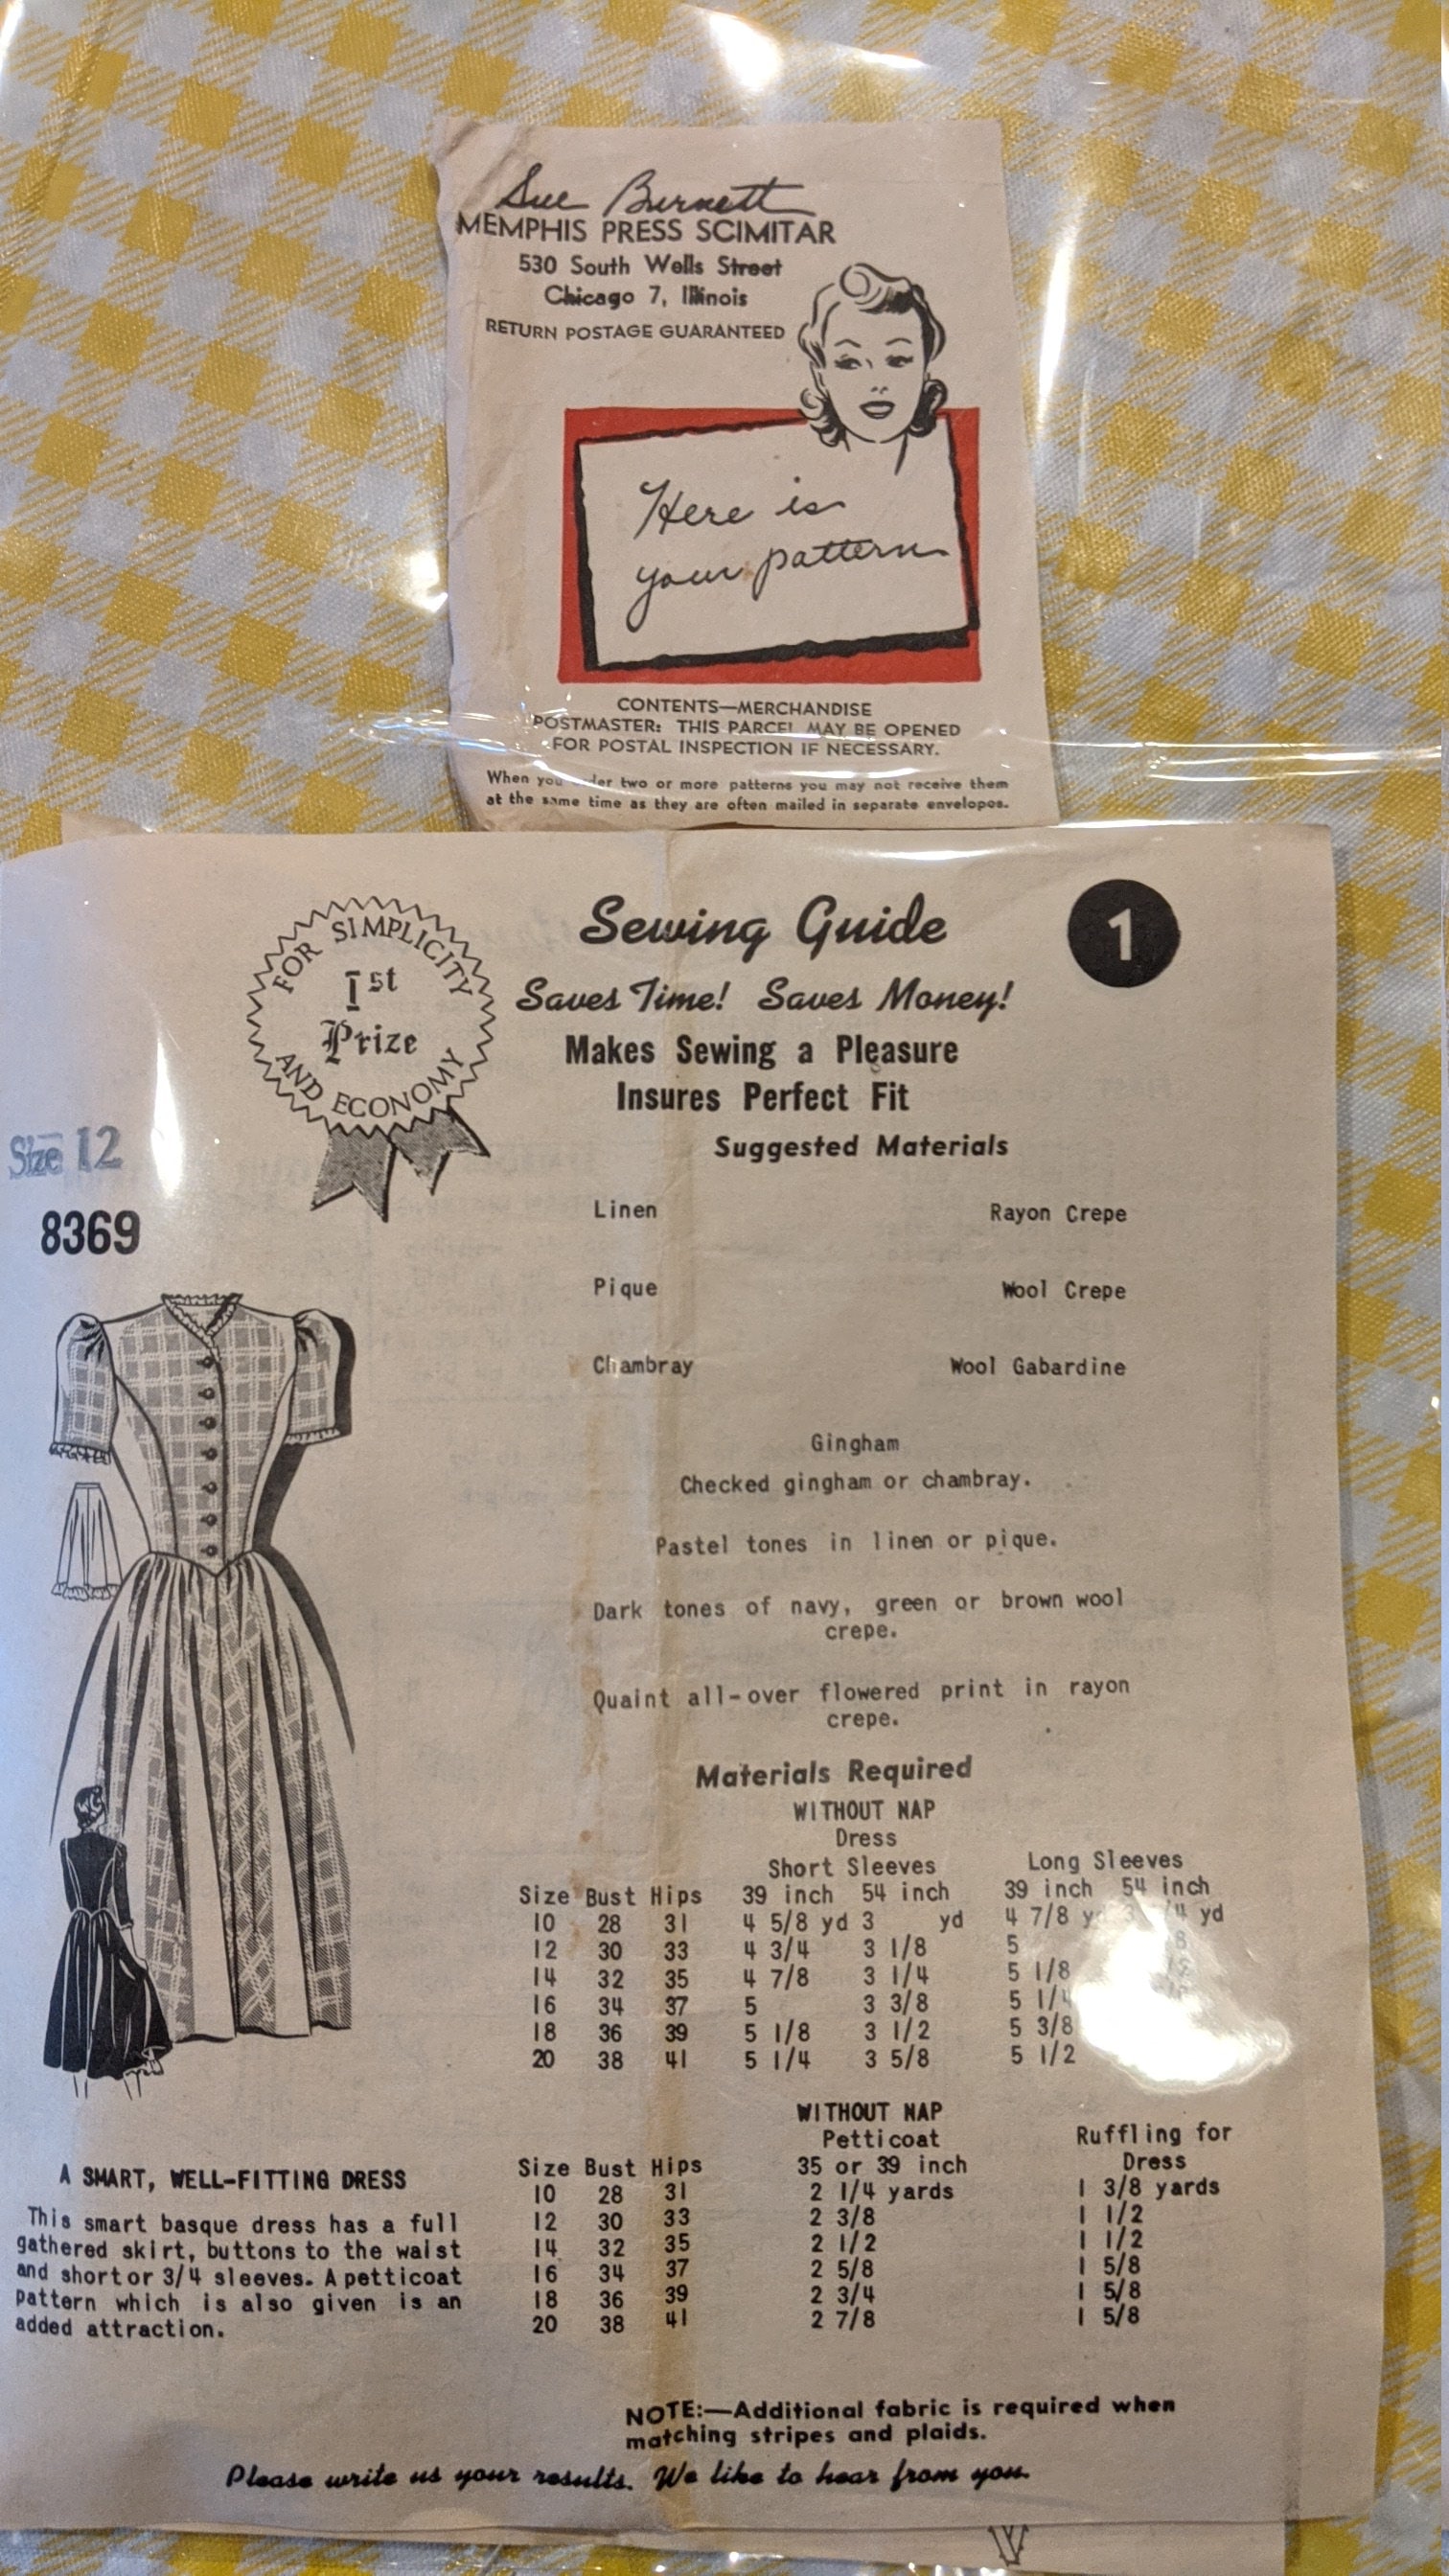 Sue Burnett
MEMPHIS PRESS SCIMITAR
530 South Wells Street
Chicago 7, Illinois
RETURN POSTAGE GUARANTEED
Here is
your pattern
CONTENTS—MERCHANDISE
POSTMASTER: THIS PARCEL MAY BE OPENED
FOR POSTAL INSPECTION IF NECESSARY.
When you order two or more patterns you may not receive them
at the same time as they are often mailed in separate envelopes.
FOR SIMPLICITY
1st
Prize
AND ECONOMY
Sewing Guide
1
Saves Time! Saves Money!
Makes Sewing a Pleasure
Insures Perfect Fit
Size 12
8369
Suggested Materials
Linen Rayon Crepe
Pique Wool Crepe
Chambray Wool Gabardine
Gingham
Checked gingham or chambray.
Pastel tones in linen or pique.
Dark tones of navy, green or brown wool
crepe.
Quaint all-over flowered print in rayon
crepe.
Materials Required
WITHOUT NAP
Dress
Short Sleeves Long Sleeves
Size Bust Hips 39 inch 54 inch 39 inch 54 inch
10 28 31 4 5/8 yd 3 yd 4 7/8 yd
12 30 33 4 3/4 3 1/8 5
14 32 35 4 7/8 3 1/4 5 1/8
16 34 37 5 3 3/8 5 1/4
18 36 39 5 1/8 3 1/2 5 3/8
20 38 41 5 1/4 3 5/8 5 1/2
WITHOUT NAP
Petticoat Ruffling for
Size Bust Hips 35 or 39 inch Dress
10 28 31 2 1/4 yards 1 3/8 yards
12 30 33 2 3/8 1 1/2
14 32 35 2 1/2 1 1/2
16 34 37 2 5/8 1 5/8
18 36 39 2 3/4 1 5/8
20 38 41 2 7/8 1 5/8
A SMART, WELL-FITTING DRESS
This smart basque dress has a full
gathered skirt, buttons to the waist
and short or 3/4 sleeves. A petticoat
pattern which is also given is an
added attraction.
NOTE:—Additional fabric is required when
matching stripes and plaids.
Please write us your results. We like to hear from you.